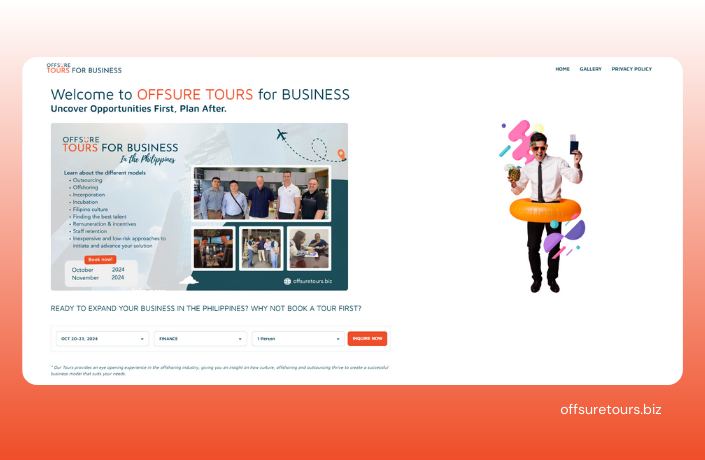 OFFSURE
TOURS FOR BUSINESS
HOME GALLERY PRIVACY POLICY
Welcome to OFFSURE TOURS for BUSINESS
Uncover Opportunities First, Plan After.
OFFSURE
TOURS FOR BUSINESS
In the Philippines
Learn about the different models
• Outsourcing
• Offshoring
• Incorporation
• Incubation
• Filipino culture
• Finding the best talent
• Remuneration & incentives
• Staff retention
• Inexpensive and low-risk approaches to
initiate and advance your solution
Book now!
October 2024
November 2024
offsuretours.biz
READY TO EXPAND YOUR BUSINESS IN THE PHILIPPINES? WHY NOT BOOK A TOUR FIRST?
OCT 20-23, 2024 FINANCE 1 Person INQUIRE NOW
* Our Tours provides an eye opening experience in the offshoring industry, giving you an insight on how culture, offshoring and outsourcing thrive to create a successful
business model that suits your needs.
offsuretours.biz